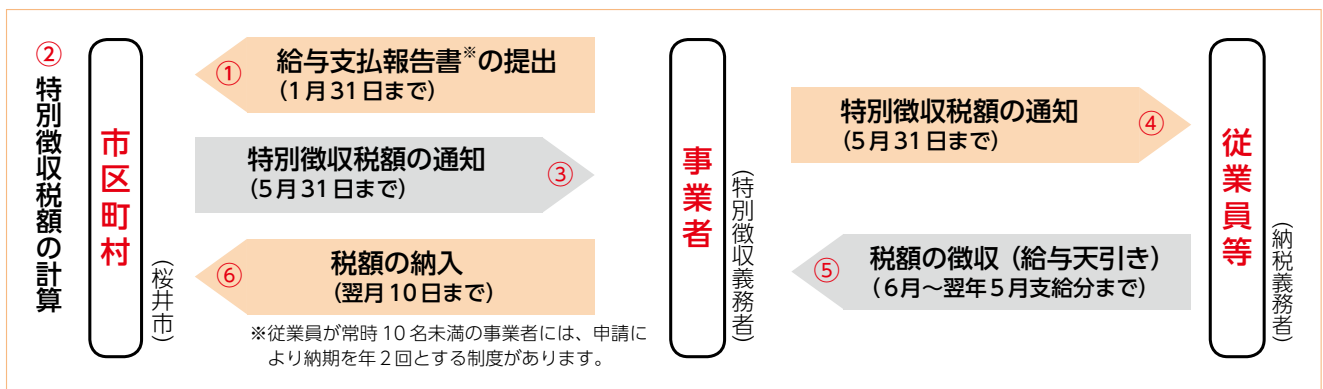 ②特別徴収税額の計算
市区町村
(桜井市)
① 給与支払報告書※の提出
(1月31日まで)
特別徴収税額の通知
(5月31日まで) ③
⑥ 税額の納入
(翌月10日まで)
※従業員が常時10名未満の事業者には、申請に
より納期を年2回とする制度があります。
事業者
(特別徴収義務者)
特別徴収税額の通知
(5月31日まで) ④
⑤ 税額の徴収(給与天引き)
(6月～翌年5月支給分まで)
従業員等
(納税義務者)